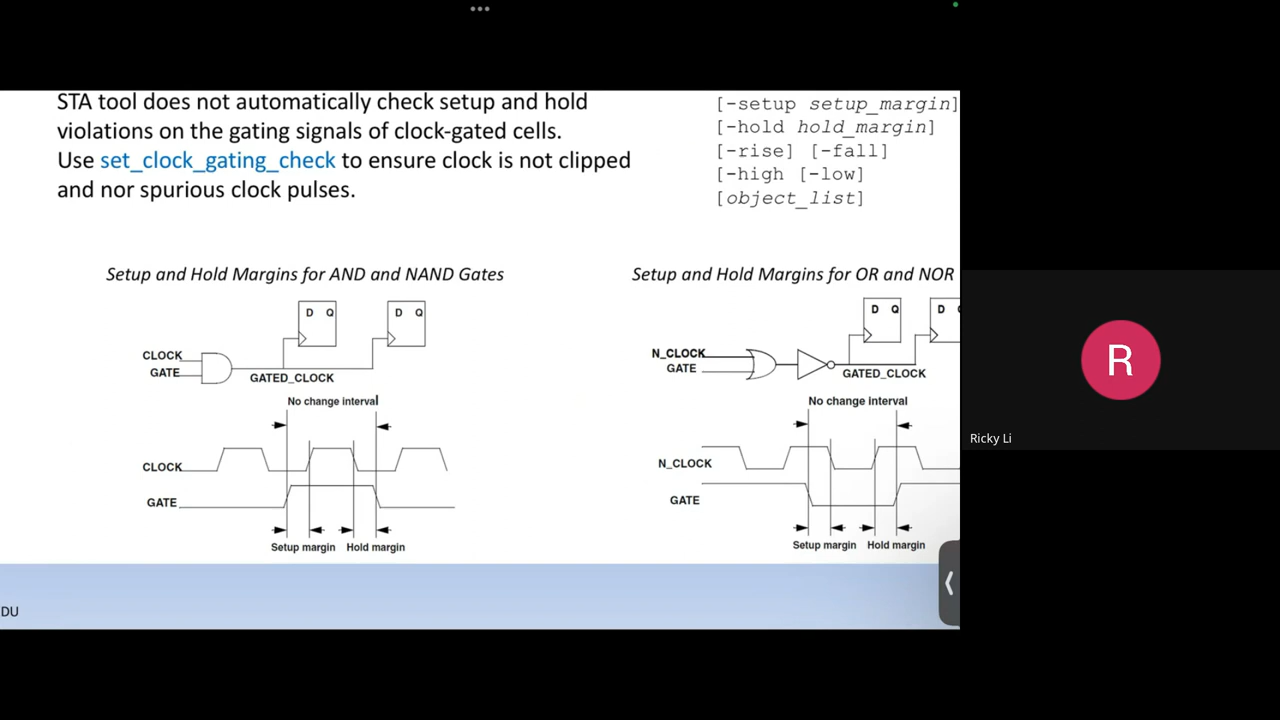 STA tool does not automatically check setup and hold
violations on the gating signals of clock-gated cells.
Use set_clock_gating_check to ensure clock is not clipped
and nor spurious clock pulses.
[-setup setup_margin]
[-hold hold_margin]
[-rise] [-fall]
[-high [-low]
[object_list]
Setup and Hold Margins for AND and NAND Gates
D Q
D Q
CLOCK
GATE
GATED_CLOCK
No change interval
CLOCK
GATE
Setup margin
Hold margin
Setup and Hold Margins for OR and NOR
D Q
D
N_CLOCK
GATE
GATED_CLOCK
No change interval
N_CLOCK
GATE
Setup margin
Hold margin
DU
R
Ricky Li